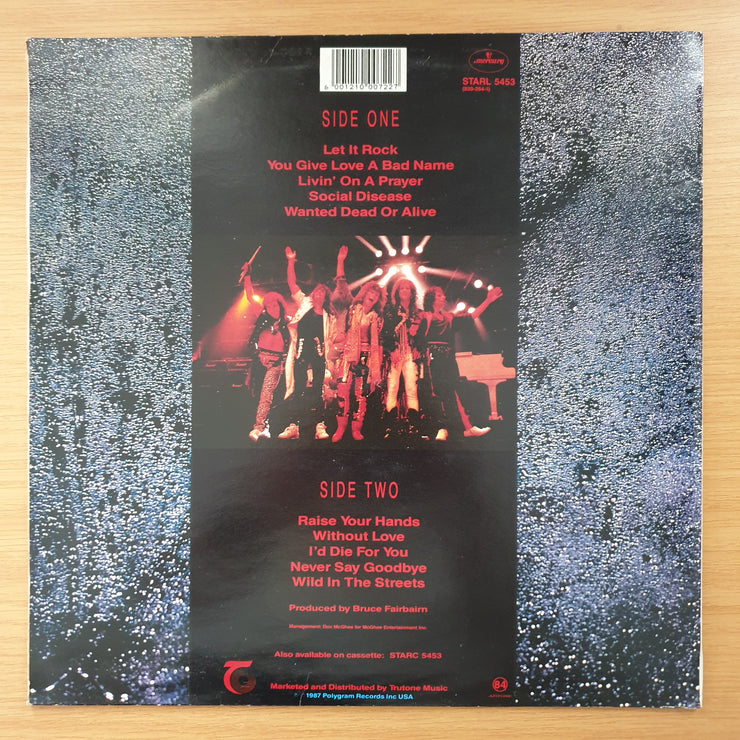 mercury
STARL 5453
(830-264-1)
6 001210 007227
SIDE ONE
Let It Rock
You Give Love A Bad Name
Livin' On A Prayer
Social Disease
Wanted Dead Or Alive
SIDE TWO
Raise Your Hands
Without Love
I'd Die For You
Never Say Goodbye
Wild In The Streets
Produced by Bruce Fairbairn
Management: Doc McGhee for McGhee Entertainment Inc.
Also available on cassette: STARC 5453
Marketed and Distributed by Trutone Music
1987 Polygram Records Inc USA
84